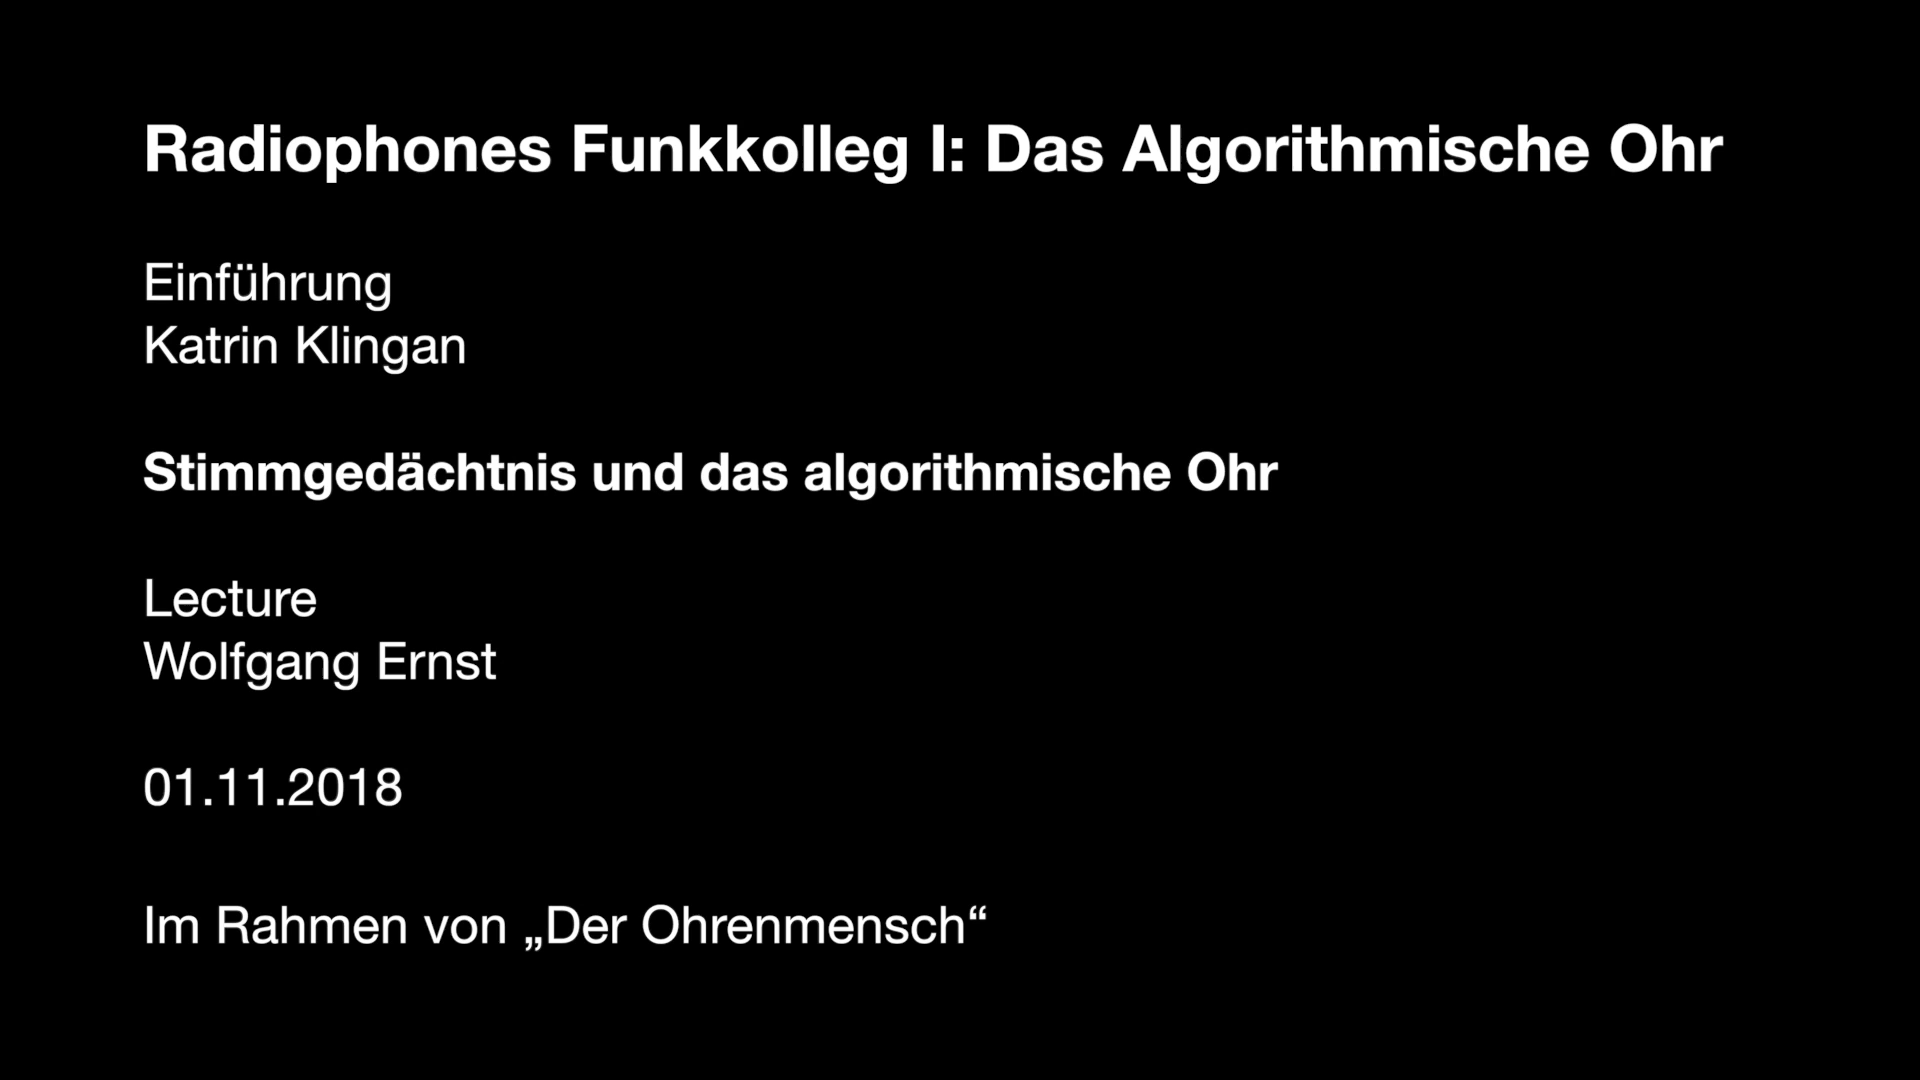 Radiophones Funkkolleg I: Das Algorithmische Ohr
Einführung
Katrin Klingan
Stimmgedächtnis und das algorithmische Ohr
Lecture
Wolfgang Ernst
01.11.2018
Im Rahmen von „Der Ohrenmensch“